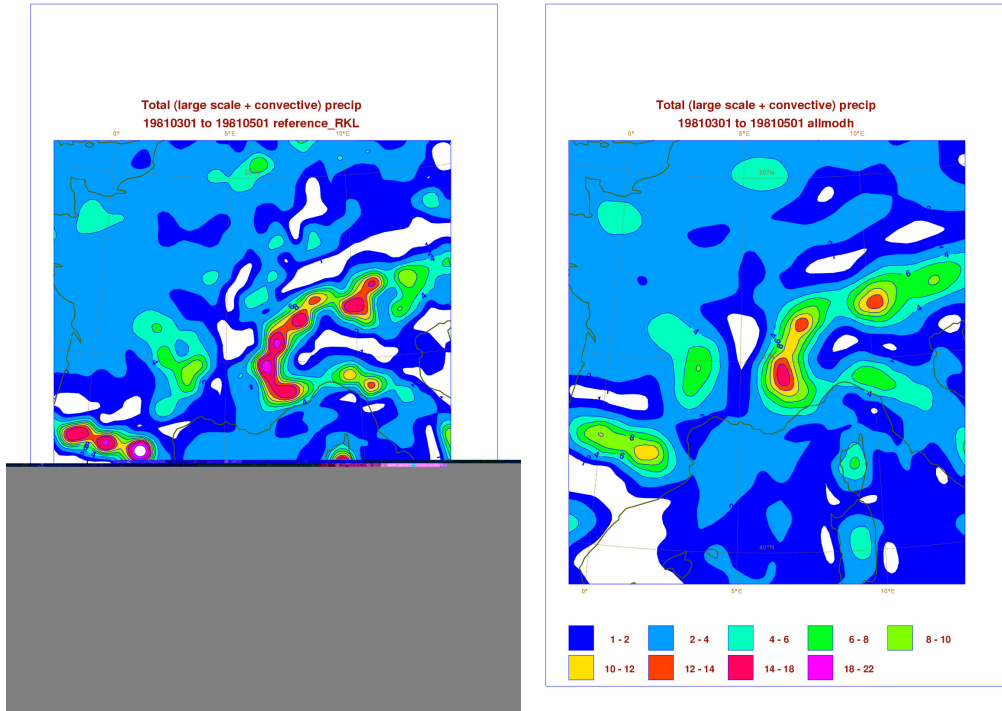 Total (large scale + convective) precip
19810301 to 19810501 reference_RKL
0° 5°E 10°E
50°N
Total (large scale + convective) precip
19810301 to 19810501 allmodh
0° 5°E 10°E
50°N
40°N
0° 5°E 10°E
1 - 2 2 - 4 4 - 6 6 - 8 8 - 10
10 - 12 12 - 14 14 - 18 18 - 22